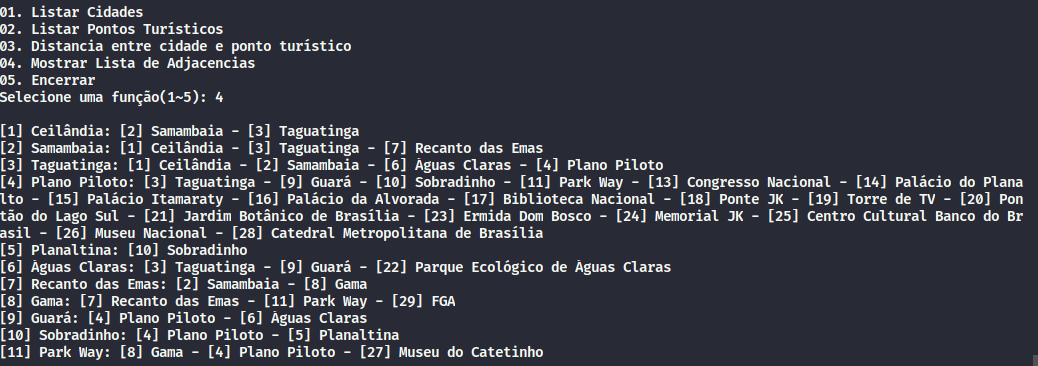 01. Listar Cidades
02. Listar Pontos Turísticos
03. Distancia entre cidade e ponto turístico
04. Mostrar Lista de Adjacencias
05. Encerrar
Selecione uma função(1~5): 4
[1] Ceilândia: [2] Samambaia - [3] Taguatinga
[2] Samambaia: [1] Ceilândia - [3] Taguatinga - [7] Recanto das Emas
[3] Taguatinga: [1] Ceilândia - [2] Samambaia - [6] Águas Claras - [4] Plano Piloto
[4] Plano Piloto: [3] Taguatinga - [9] Guará - [10] Sobradinho - [11] Park Way - [13] Congresso Nacional - [14] Palácio do Plana
lto - [15] Palácio Itamaraty - [16] Palácio da Alvorada - [17] Biblioteca Nacional - [18] Ponte JK - [19] Torre de TV - [20] Pon
tão do Lago Sul - [21] Jardim Botânico de Brasília - [23] Ermida Dom Bosco - [24] Memorial JK - [25] Centro Cultural Banco do Br
asil - [26] Museu Nacional - [28] Catedral Metropolitana de Brasília
[5] Planaltina: [10] Sobradinho
[6] Águas Claras: [3] Taguatinga - [9] Guará - [22] Parque Ecológico de Águas Claras
[7] Recanto das Emas: [2] Samambaia - [8] Gama
[8] Gama: [7] Recanto das Emas - [11] Park Way - [29] FGA
[9] Guará: [4] Plano Piloto - [6] Águas Claras
[10] Sobradinho: [4] Plano Piloto - [5] Planaltina
[11] Park Way: [8] Gama - [4] Plano Piloto - [27] Museu do Catetinho